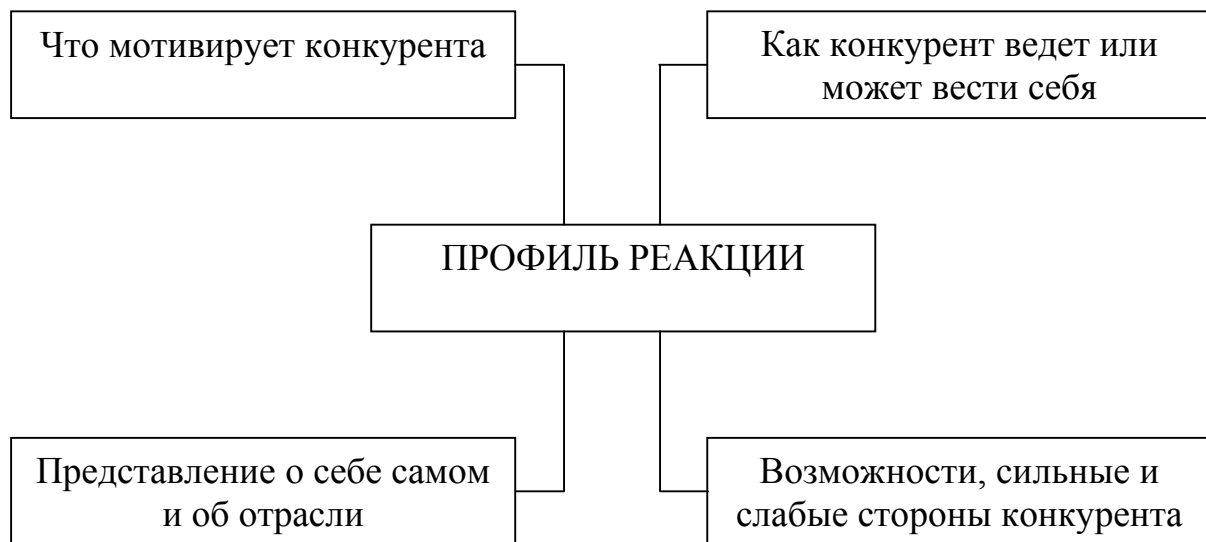 Что мотивирует конкурента
Как конкурент ведет или
может вести себя
ПРОФИЛЬ РЕАКЦИИ
Представление о себе самом
и об отрасли
Возможности, сильные и
слабые стороны конкурента